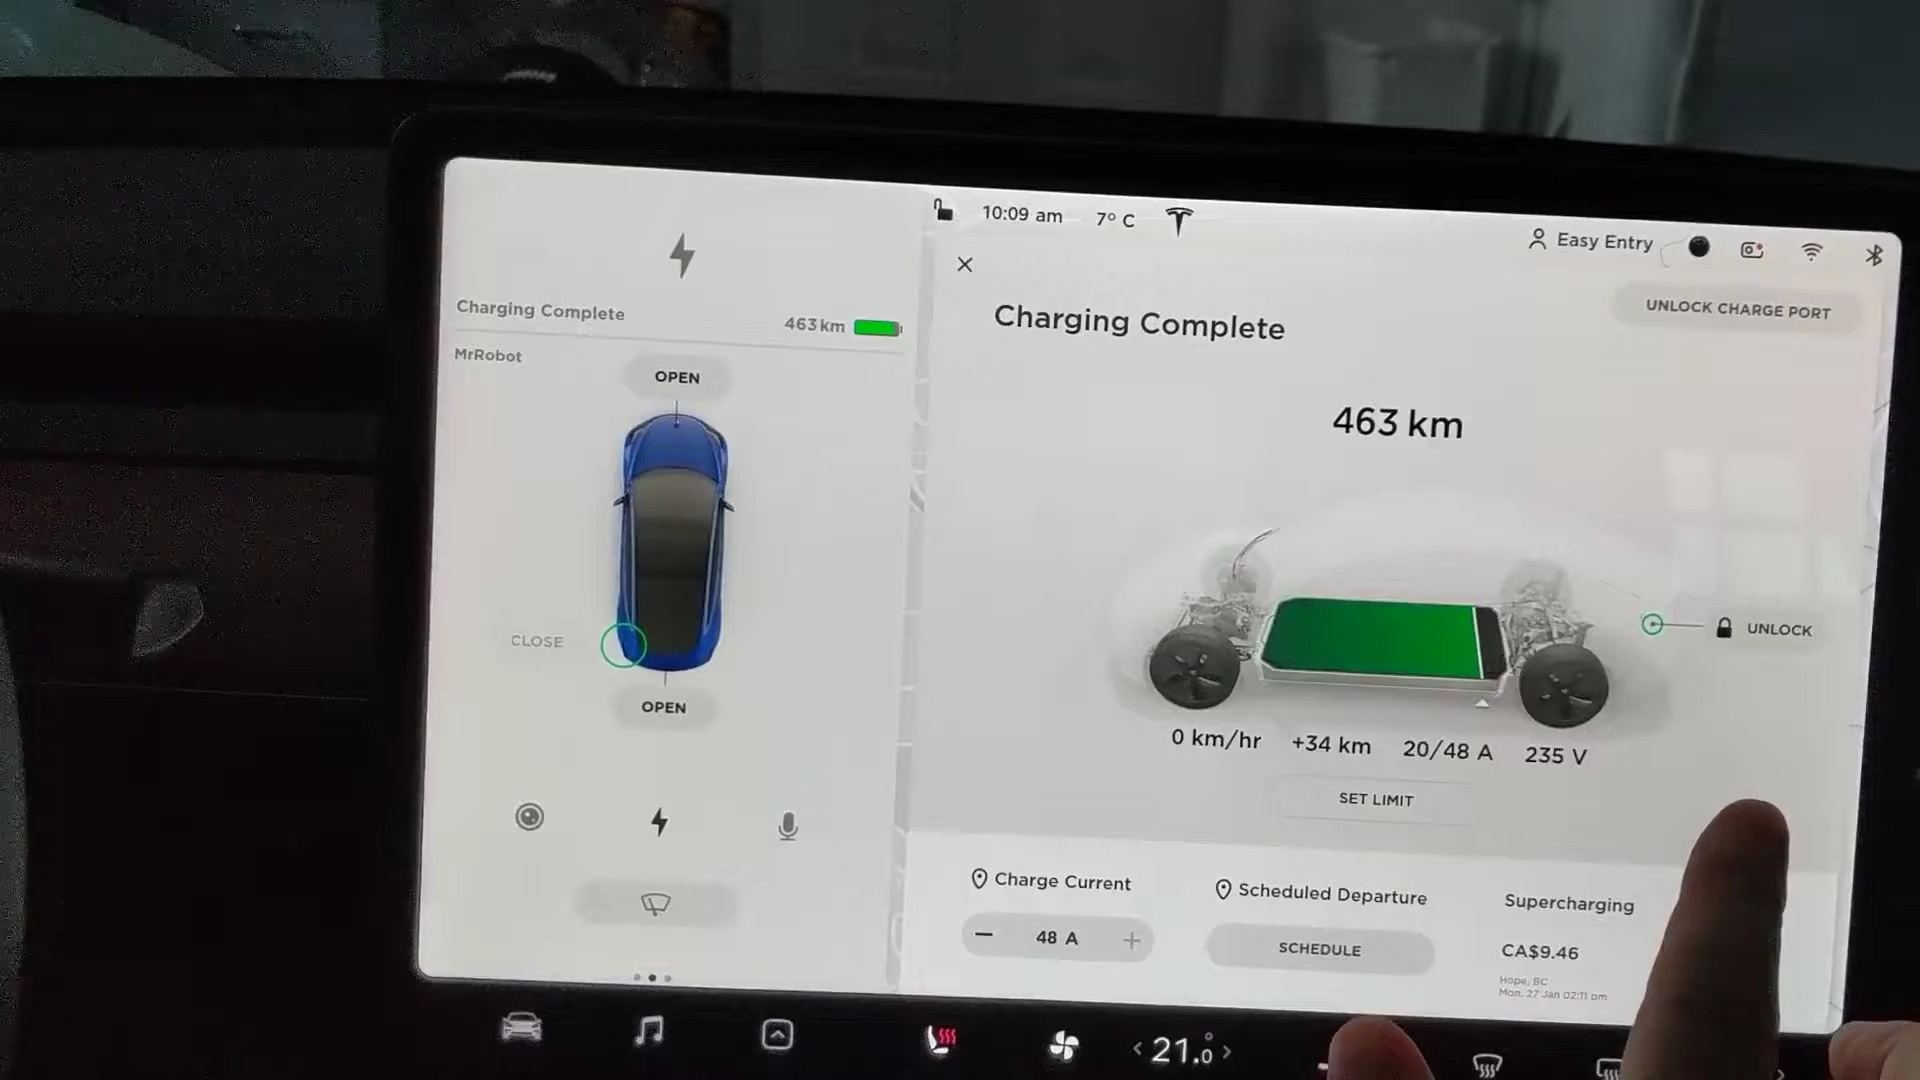 Charging Complete
463 km
MrRobot
OPEN
CLOSE
OPEN
10:09 am
7° C
Easy Entry
UNLOCK CHARGE PORT
Charging Complete
463 km
UNLOCK
0 km/hr
+34 km
20/48 A
235 V
SET LIMIT
Charge Current
48 A
Scheduled Departure
SCHEDULE
Supercharging
CA$9.46
Hope, BC
Mon, 27 Jan 02:11 pm
21.0°